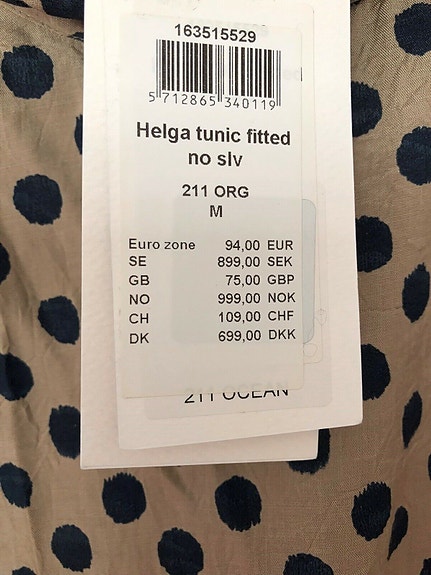 163515529
5 712865 340119
Helga tunic fitted
no slv
211 ORG
M
Euro zone 94,00 EUR
SE 899,00 SEK
GB 75,00 GBP
NO 999,00 NOK
CH 109,00 CHF
DK 699,00 DKK
211 OCEAN